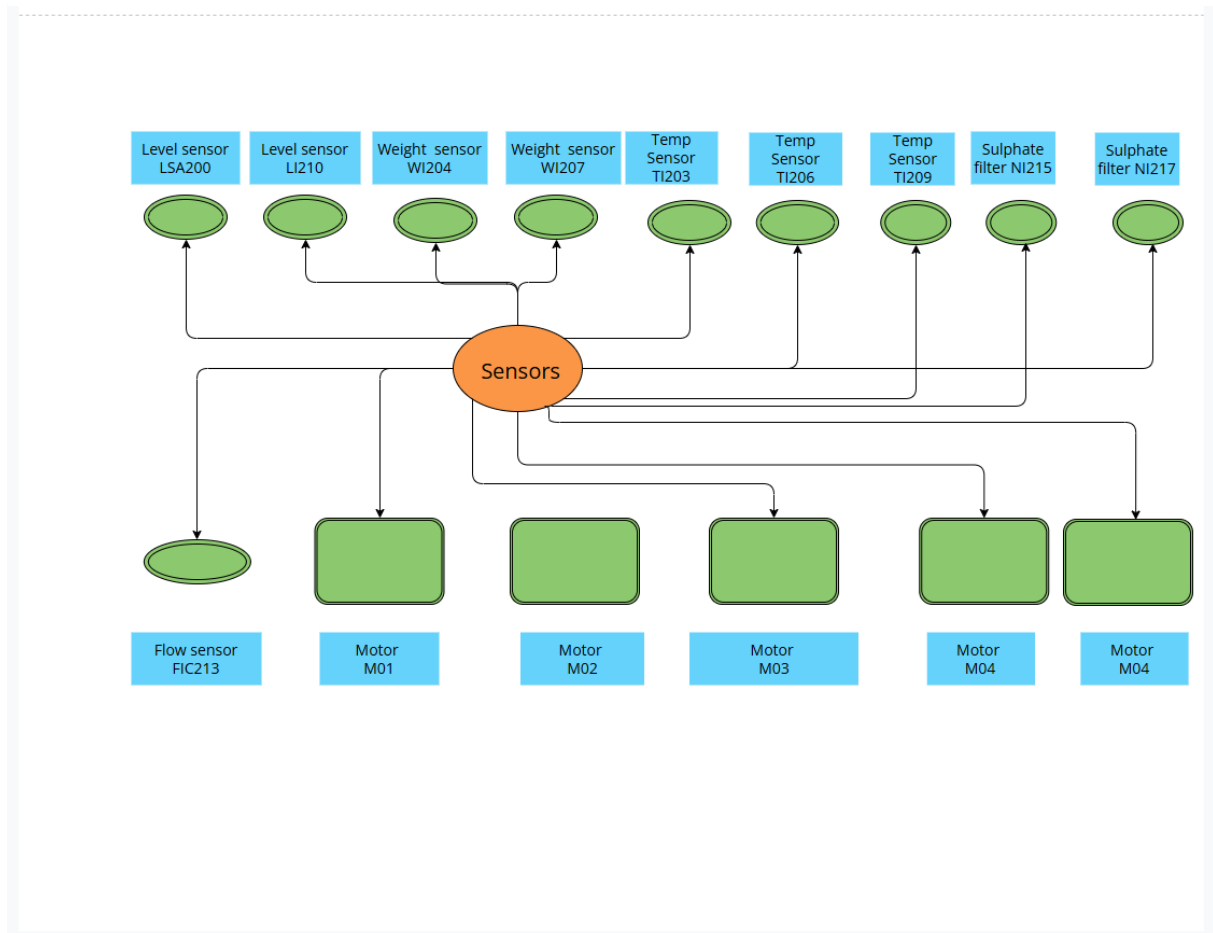 Level sensor
LSA200
Level sensor
LI210
Weight  sensor
WI204
Weight  sensor
WI207
Temp
Sensor
TI203
Temp
Sensor
TI206
Temp
Sensor
TI209
Sulphate
filter NI215
Sulphate
filter NI217
Sensors
Flow sensor
FIC213
Motor
M01
Motor
M02
Motor
M03
Motor
M04
Motor
M04